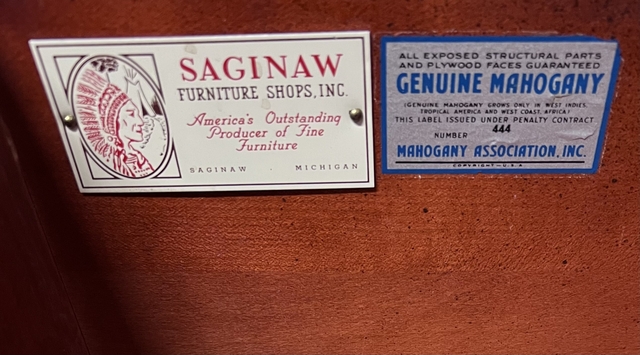 SAGINAW
FURNITURE SHOPS, INC.
America's Outstanding
Producer of Fine
Furniture
SAGINAW MICHIGAN
ALL EXPOSED STRUCTURAL PARTS
AND PLYWOOD FACES GUARANTEED
GENUINE MAHOGANY
(GENUINE MAHOGANY GROWS ONLY IN WEST INDIES,
TROPICAL AMERICA AND WEST COAST, AFRICA)
THIS LABEL ISSUED UNDER PENALTY CONTRACT
NUMBER 444
MAHOGANY ASSOCIATION, INC.
COPYRIGHT—U.S.A.